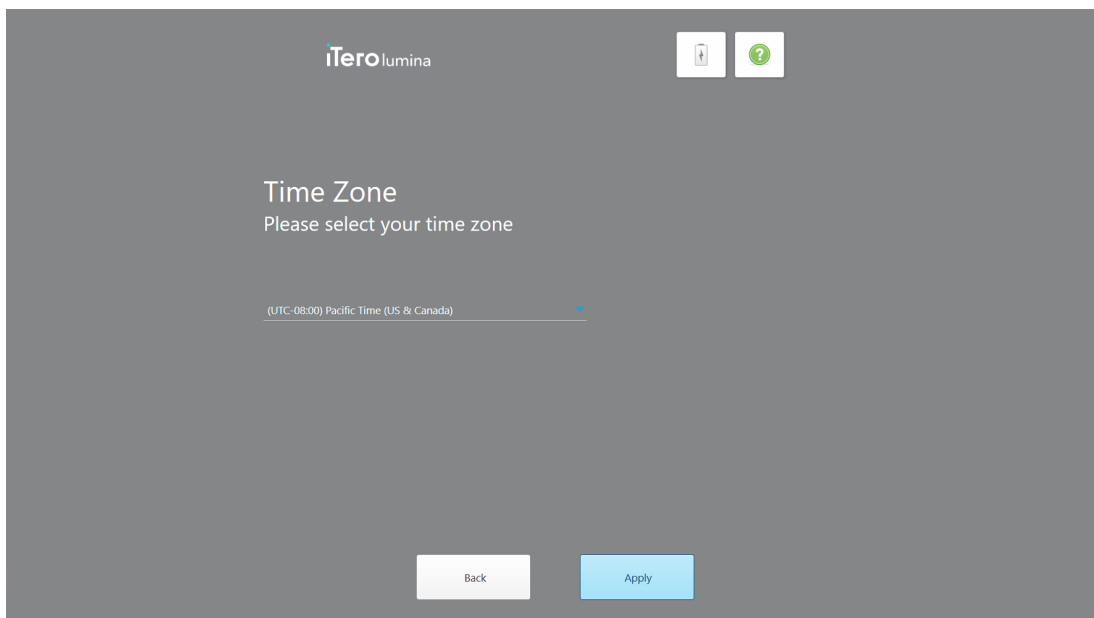 iTero lumina
?
Time Zone
Please select your time zone
(UTC-08:00) Pacific Time (US & Canada)
Back
Apply